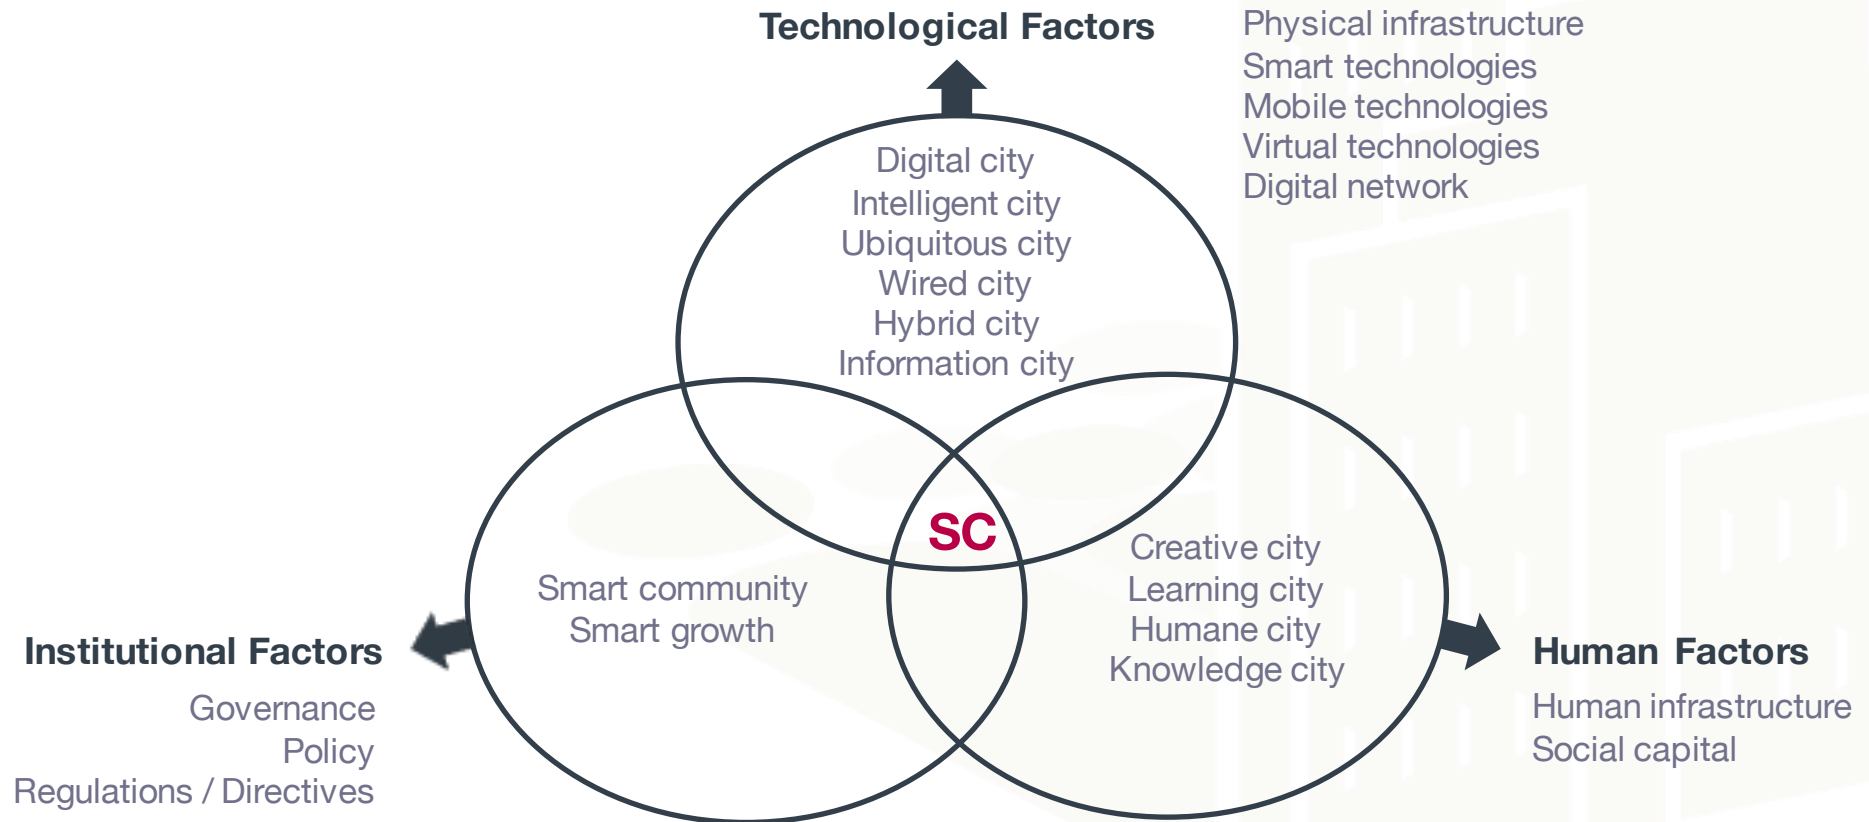 Technological Factors
Physical infrastructure
Smart technologies
Mobile technologies
Virtual technologies
Digital network
Digital city
Intelligent city
Ubiquitous city
Wired city
Hybrid city
Information city
SC
Smart community
Smart growth
Creative city
Learning city
Humane city
Knowledge city
Institutional Factors
Governance
Policy
Regulations / Directives
Human Factors
Human infrastructure
Social capital